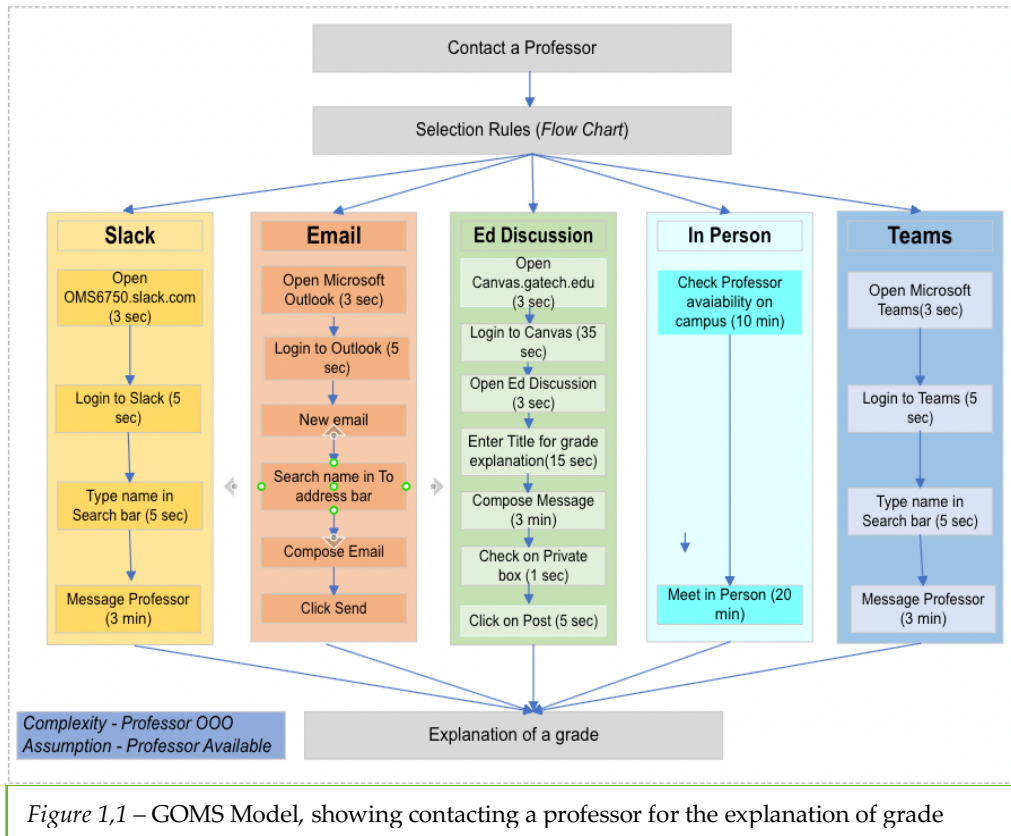 Contact a Professor
Selection Rules (Flow Chart)
Slack
Open
OMS6750.slack.com
(3 sec)
Login to Slack (5
sec)
Type name in
Search bar (5 sec)
Message Professor
(3 min)
Email
Open Microsoft
Outlook (3 sec)
Login to Outlook (5
sec)
New email
Search name in To
address bar
Compose Email
Click Send
Ed Discussion
Open
Canvas.gatech.edu
(3 sec)
Login to Canvas (35
sec)
Open Ed Discussion
(3 sec)
Enter Title for grade
explanation(15 sec)
Compose Message
(3 min)
Check on Private
box (1 sec)
Click on Post (5 sec)
In Person
Check Professor
avaiability on
campus (10 min)
Meet in Person (20
min)
Teams
Open Microsoft
Teams(3 sec)
Login to Teams (5
sec)
Type name in
Search bar (5 sec)
Message Professor
(3 min)
Complexity - Professor OOO
Assumption - Professor Available
Explanation of a grade
Figure 1,1 – GOMS Model, showing contacting a professor for the explanation of grade